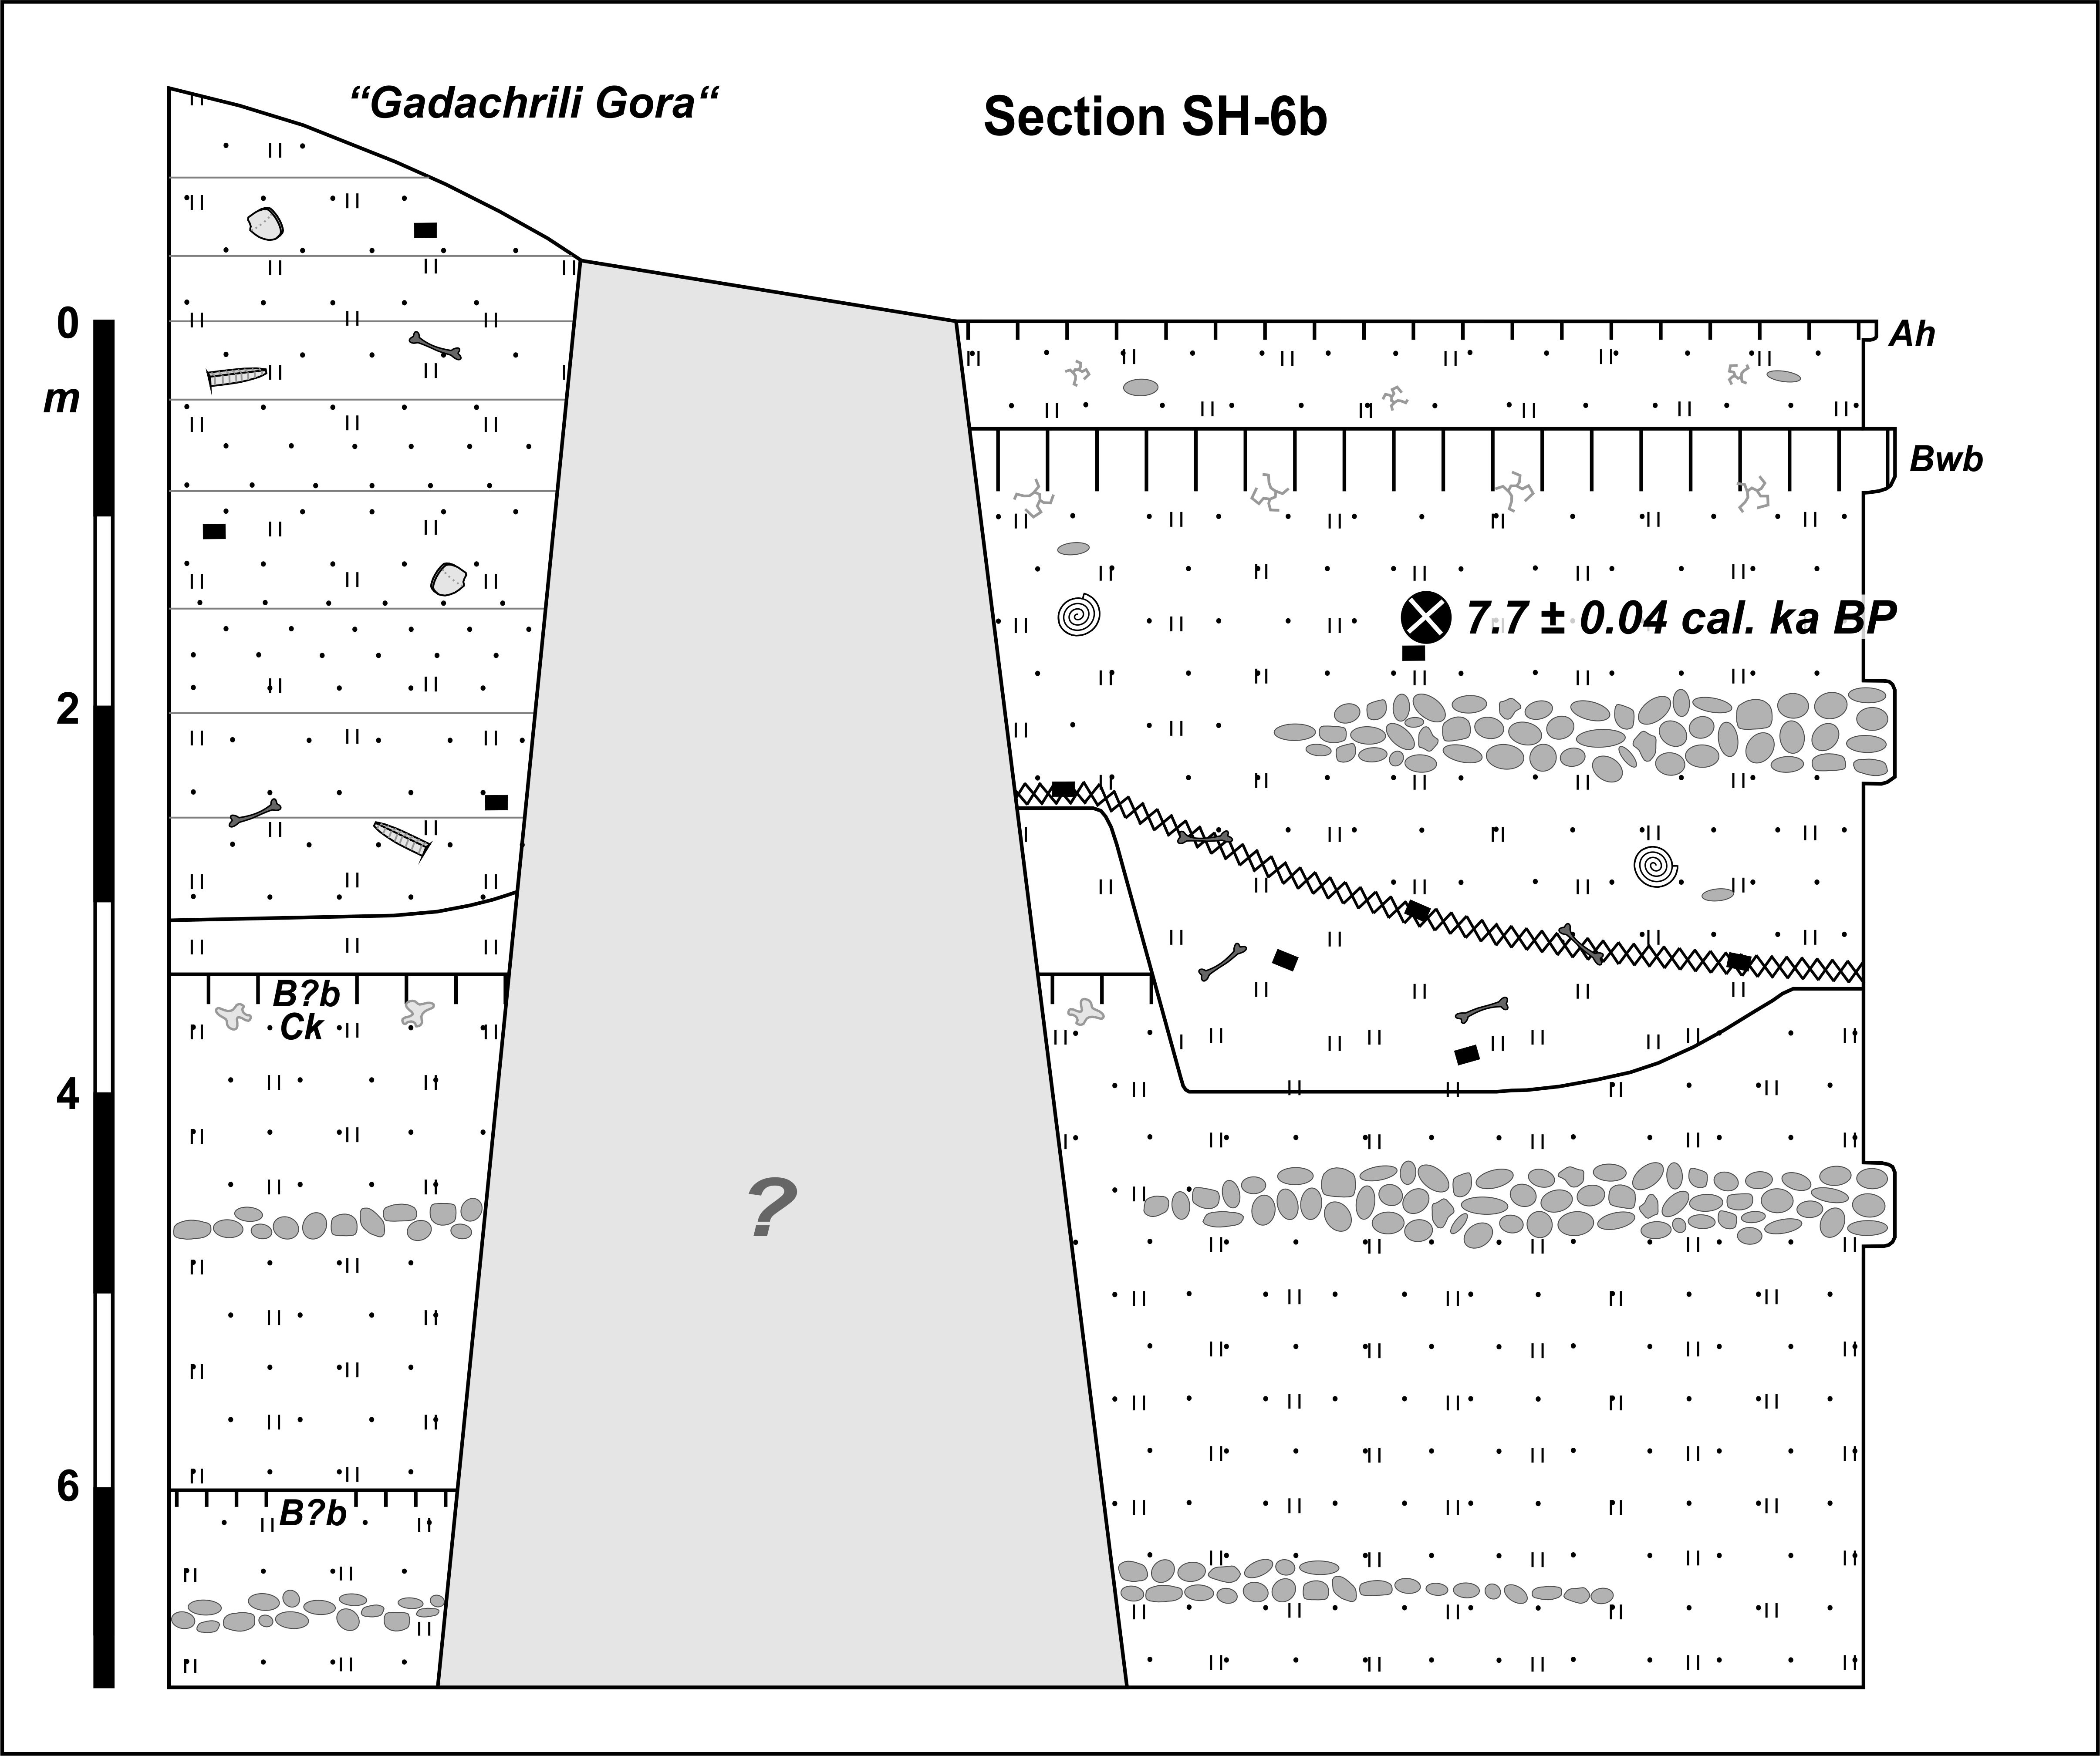 “Gadachrili Gora“
Section SH-6b
0
m
2
4
6
Ah
Bwb
7.7 ± 0.04 cal. ka BP
B?b
Ck
?
B?b